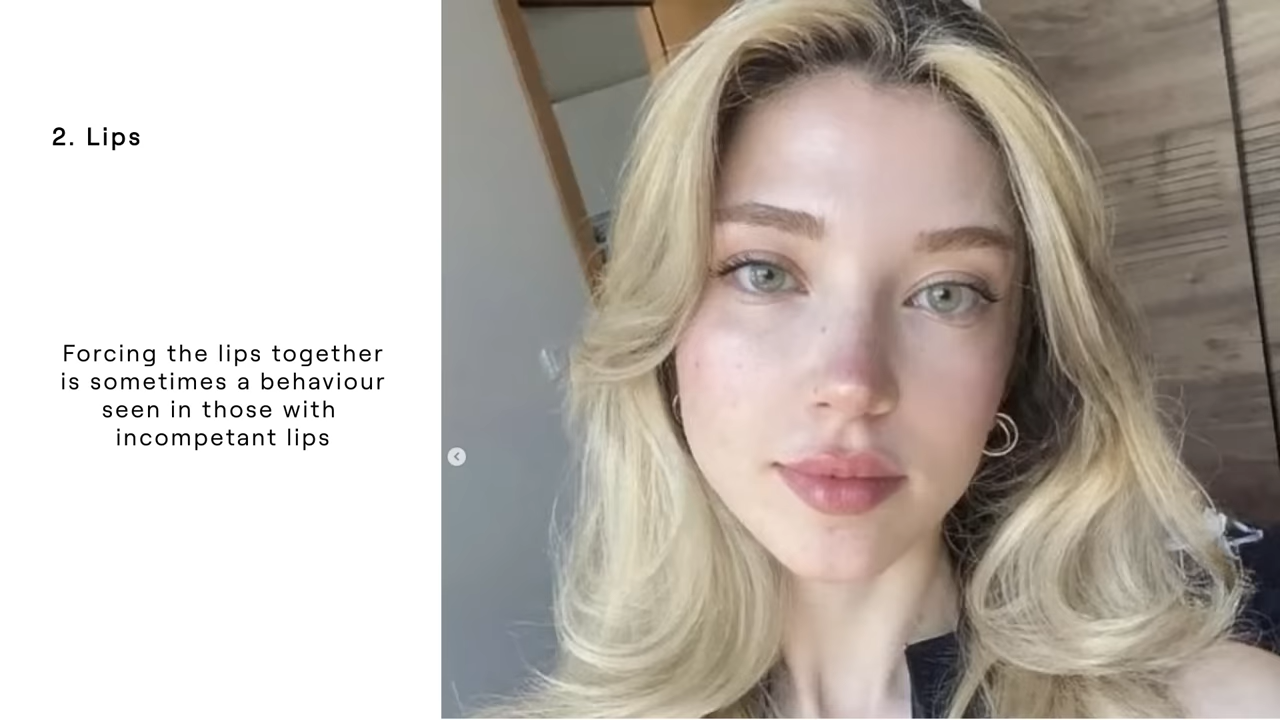 2. Lips
Forcing the lips together
is sometimes a behaviour
seen in those with
incompetant lips